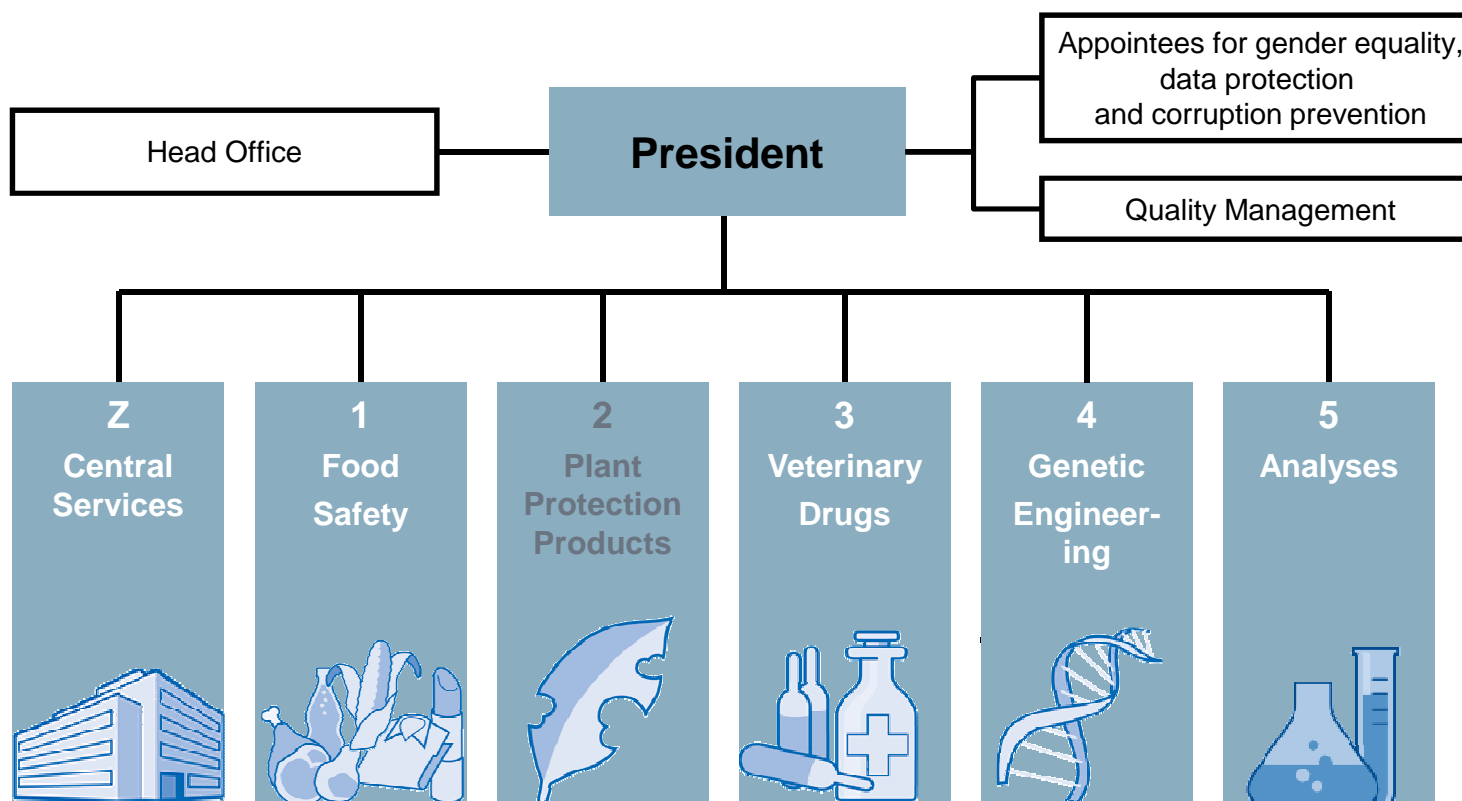 Appointees for gender equality,
data protection
and corruption prevention
Head Office
President
Quality Management
Z
Central
Services
1
Food
Safety
2
Plant
Protection
Products
3
Veterinary
Drugs
4
Genetic
Engineer-
ing
5
Analyses